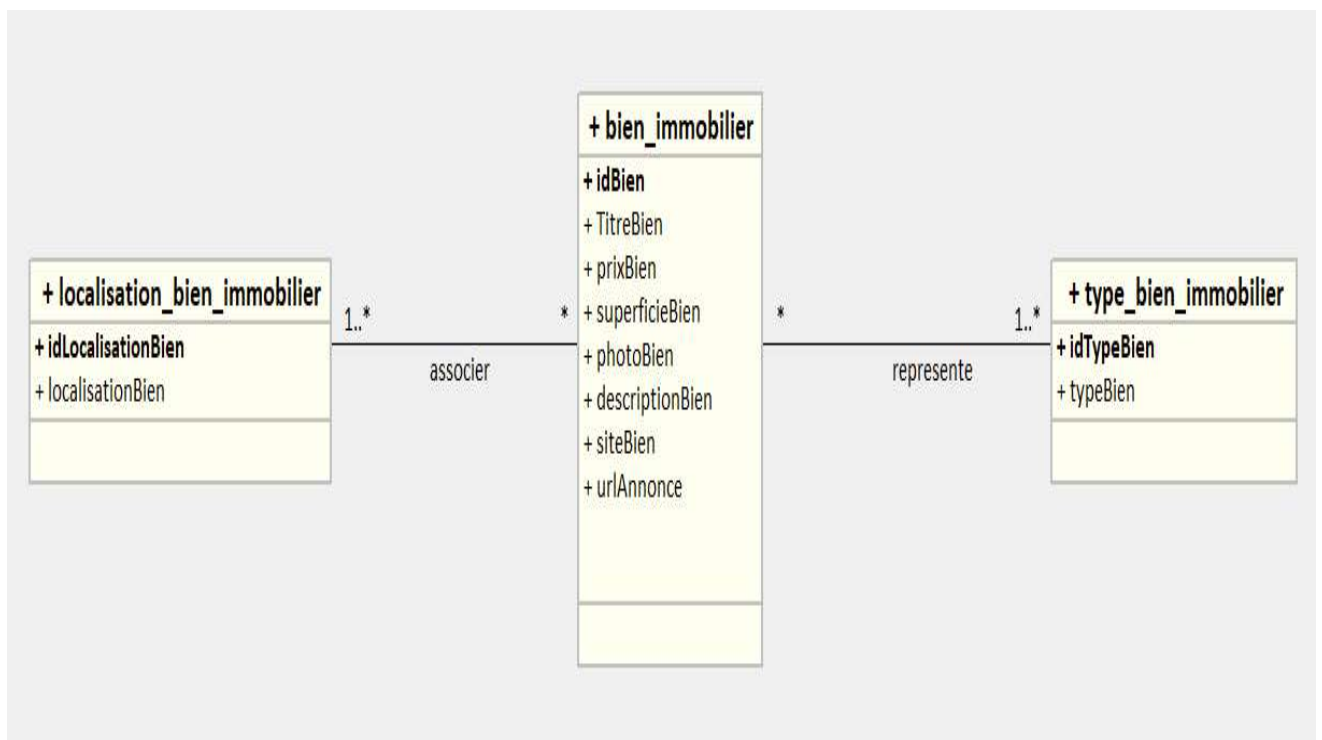 + localisation_bien_immobilier
+ idLocalisationBien
+ localisationBien
1..*
associer
*
+ bien_immobilier
+ idBien
+ TitreBien
+ prixBien
+ superficieBien
+ photoBien
+ descriptionBien
+ siteBien
+ urlAnnonce
*
represente
1..*
+ type_bien_immobilier
+ idTypeBien
+ typeBien